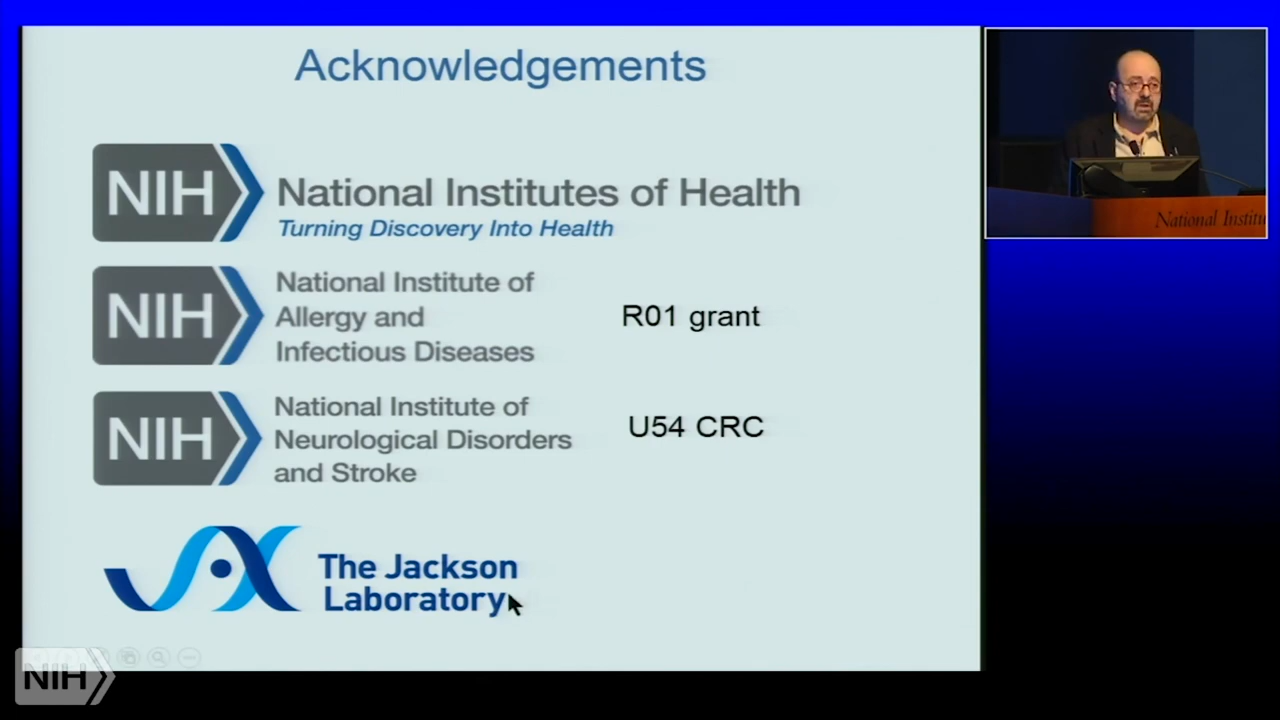 Acknowledgements
NIH
National Institutes of Health
Turning Discovery Into Health
NIH
National Institute of
Allergy and
Infectious Diseases
R01 grant
NIH
National Institute of
Neurological Disorders
and Stroke
U54 CRC
The Jackson
Laboratory
National Institu
NIH